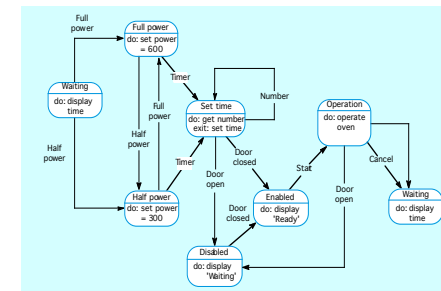 Full
power
Full power
do: set power
= 600
Timer
Waiting
do: display
time
Full
power
Half
power
Half
power
Set time
do: get number
exit: set time
Number
Timer
Half power
do: set power
= 300
Door
open
Door
closed
Door
closed
Start
Operation
do: operate
oven
Cancel
Door
open
Enabled
do: display
'Ready'
Waiting
do: display
time
Disabled
do: display
'Waiting'